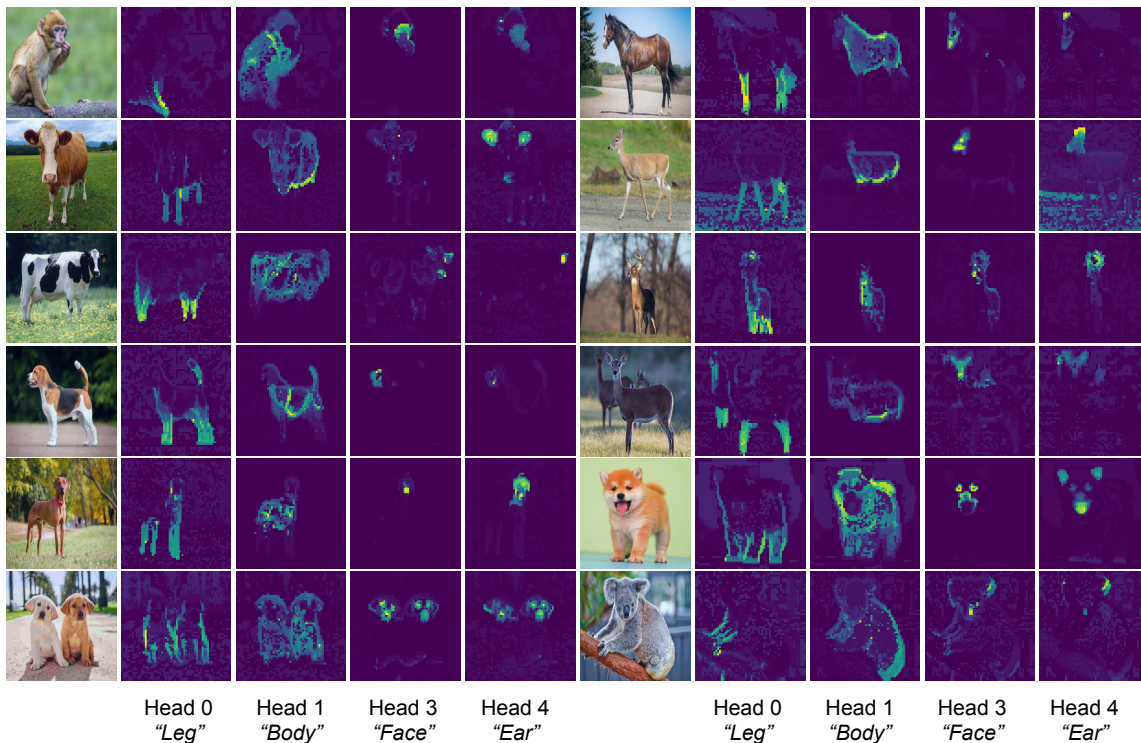 Head 0 Head 1 Head 3 Head 4 Head 0 Head 1 Head 3 Head 4
“Leg” “Body” “Face” “Ear” “Leg” “Body” “Face” “Ear”